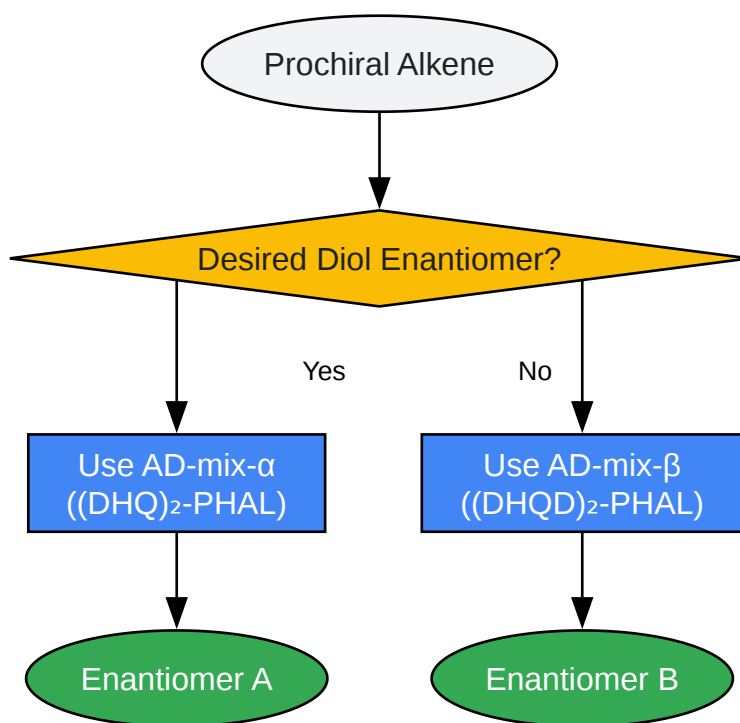 Prochiral Alkene
Desired Diol Enantiomer?
Yes
No
Use AD-mix-α
((DHQ)₂-PHAL)
Use AD-mix-β
((DHQD)₂-PHAL)
Enantiomer A
Enantiomer B